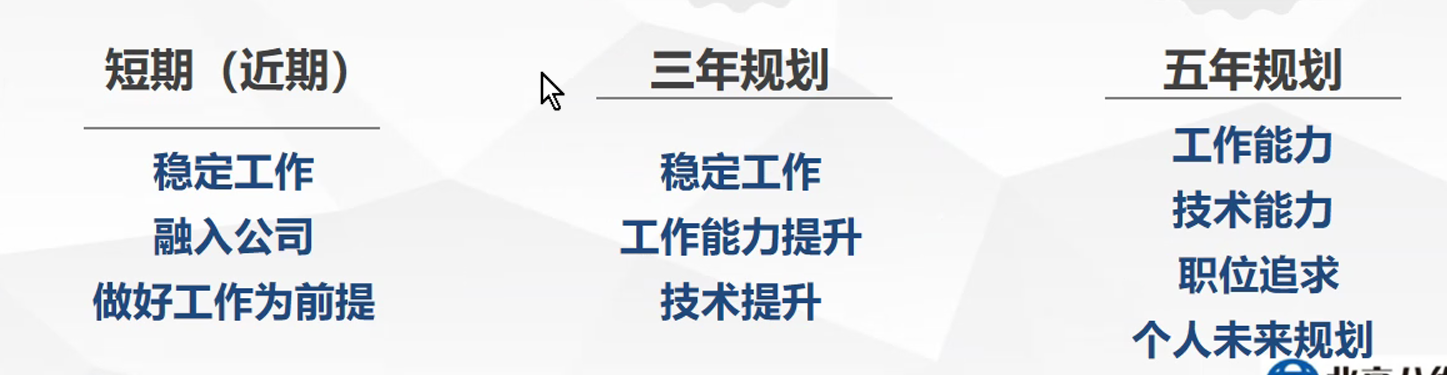 短期（近期）
稳定工作
融入公司
做好工作为前提
三年规划
稳定工作
工作能力提升
技术提升
五年规划
工作能力
技术能力
职位追求
个人未来规划